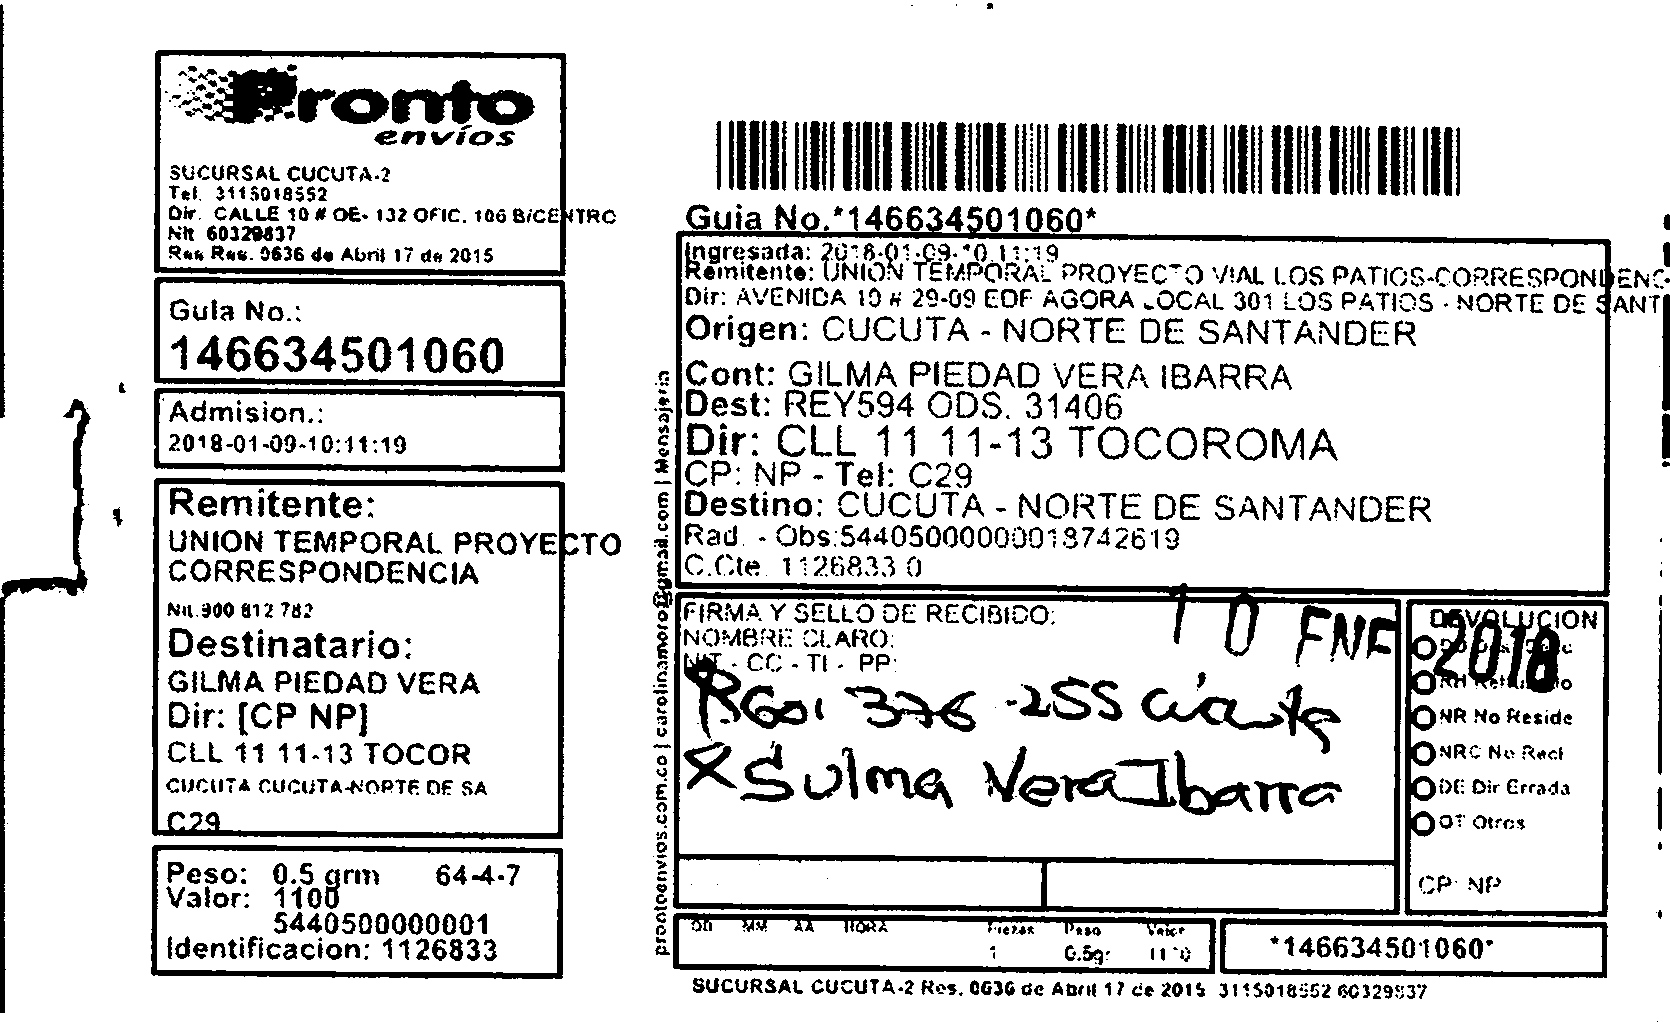 Pronto
envíos
SUCURSAL CUCUTA-2
Tel. 3115018552
Dir. CALLE 10 # OE- 132 OFIC. 106 B/CENTRO
Nit 60329837
Res Res. 0636 de Abril 17 de 2015
Guia No.:
146634501060
Admision.:
2018-01-09-10:11:19
Remitente:
UNION TEMPORAL PROYECTO
CORRESPONDENCIA
Nit.900 812 782
Destinatario:
GILMA PIEDAD VERA
Dir: [CP NP]
CLL 11 11-13 TOCOR
CUCUTA CUCUTA-NORTE DE SA
C29
Peso: 0.5 grm 64-4-7
Valor: 1100
5440500000001
Identificacion: 1126833
prontoenvios.com.co | carolinamoro@gmail.com | Mensajeria
Guia No.*146634501060*
Ingresada: 2018-01-09-10:11:19
Remitente: UNION TEMPORAL PROYECTO VIAL LOS PATIOS-CORRESPONDENC
Dir: AVENIDA 10 # 29-09 EDF AGORA LOCAL 301 LOS PATIOS - NORTE DE SANT
Origen: CUCUTA - NORTE DE SANTANDER
Cont: GILMA PIEDAD VERA IBARRA
Dest: REY594 ODS. 31406
Dir: CLL 11 11-13 TOCOROMA
CP: NP - Tel: C29
Destino: CUCUTA - NORTE DE SANTANDER
Rad. - Obs:544050000000018742619
C.Cte. 1126833 0
FIRMA Y SELLO DE RECIBIDO:
NOMBRE CLARO:
NIT - CC - TI - PP:
10 ENE 2018
376-255
X Sulma Vera Ibarra
DEVOLUCION
RH Rehusado
NR No Reside
NRC No Recl
DE Dir Errada
OT Otros
CP: NP
DD MM AA HORA Piezas Peso Valor
1 0.5gr 1100
*146634501060*
SUCURSAL CUCUTA-2 Res. 0636 de Abril 17 de 2015 3115018552 60329837